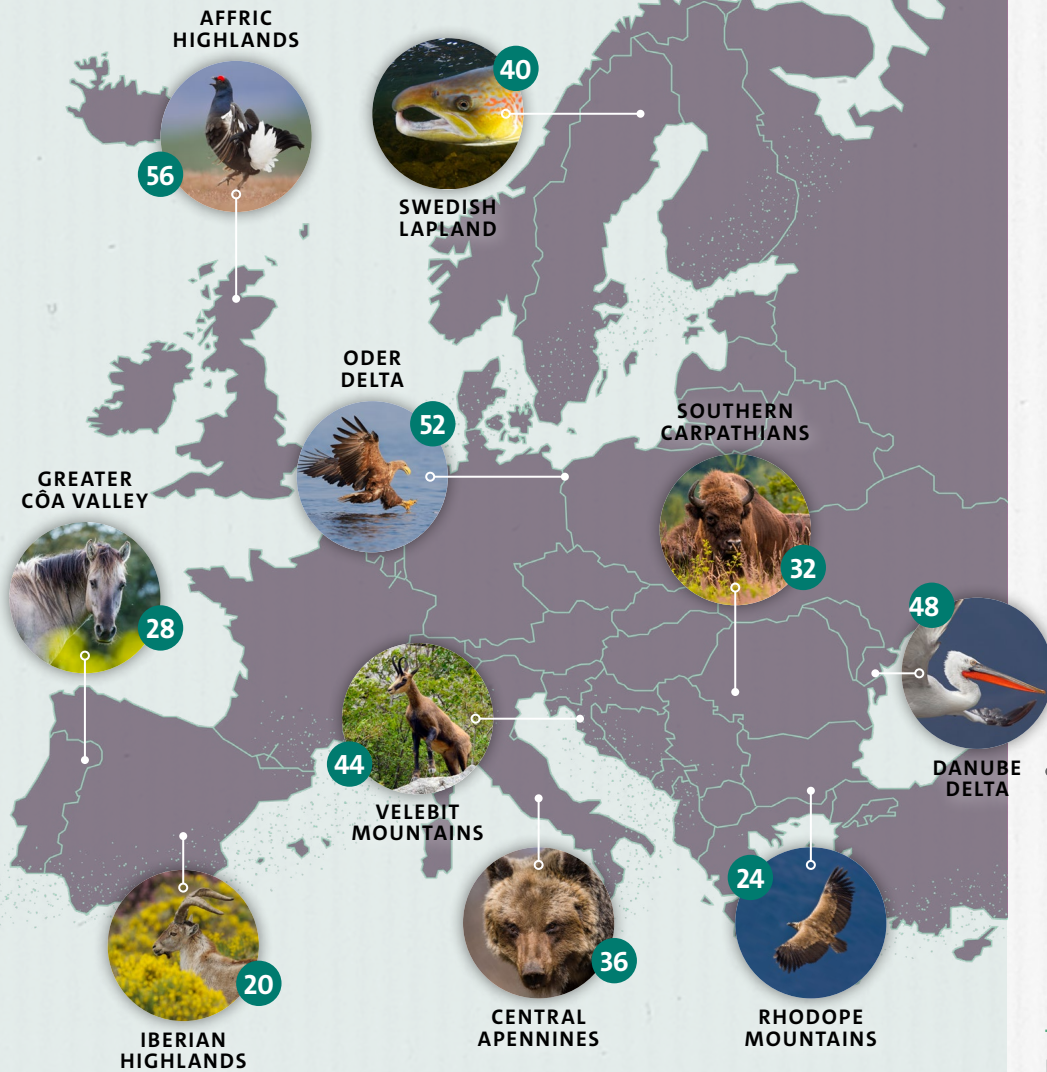 AFFRIC
HIGHLANDS
56
40
SWEDISH
LAPLAND
ODER
DELTA
52
SOUTHERN
CARPATHIANS
32
GREATER
CÔA VALLEY
28
48
DANUBE
DELTA
44
VELEBIT
MOUNTAINS
20
IBERIAN
HIGHLANDS
36
CENTRAL
APENNINES
24
RHODOPE
MOUNTAINS